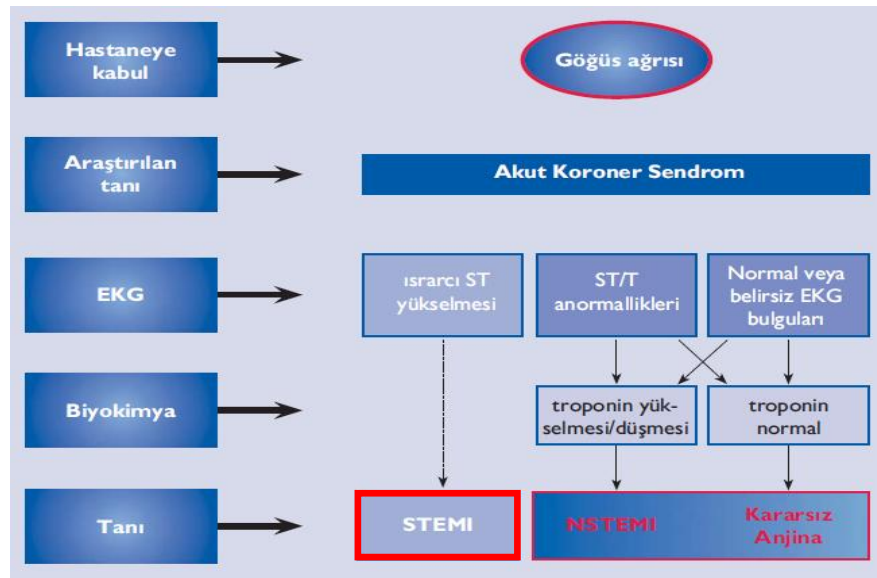 Hastaneye
kabul
Göğüs ağrısı
Araştırılan
tanı
Akut Koroner Sendrom
EKG
ısrarcı ST
yükselmesi
ST/T
anormallikleri
Normal veya
belirsiz EKG
bulguları
Biyokimya
troponin yük-
selmesi/düşmesi
troponin
normal
Tanı
STEMI
NSTEMI
Kararsız
Anjina